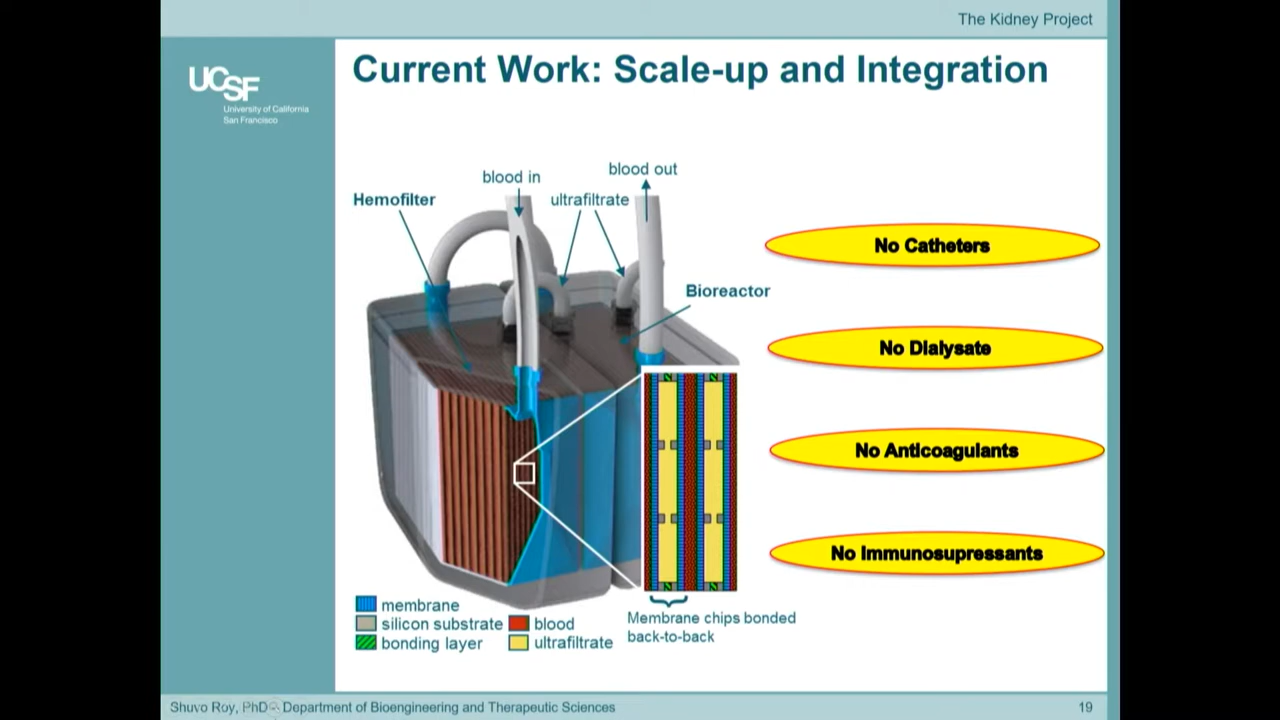 The Kidney Project
UCSF
University of California
San Francisco
Current Work: Scale-up and Integration
blood in
blood out
Hemofilter
ultrafiltrate
Bioreactor
No Catheters
No Dialysate
No Anticoagulants
No Immunosupressants
membrane
silicon substrate
blood
bonding layer
ultrafiltrate
Membrane chips bonded
back-to-back
Shuvo Roy, PhD - Department of Bioengineering and Therapeutic Sciences
19